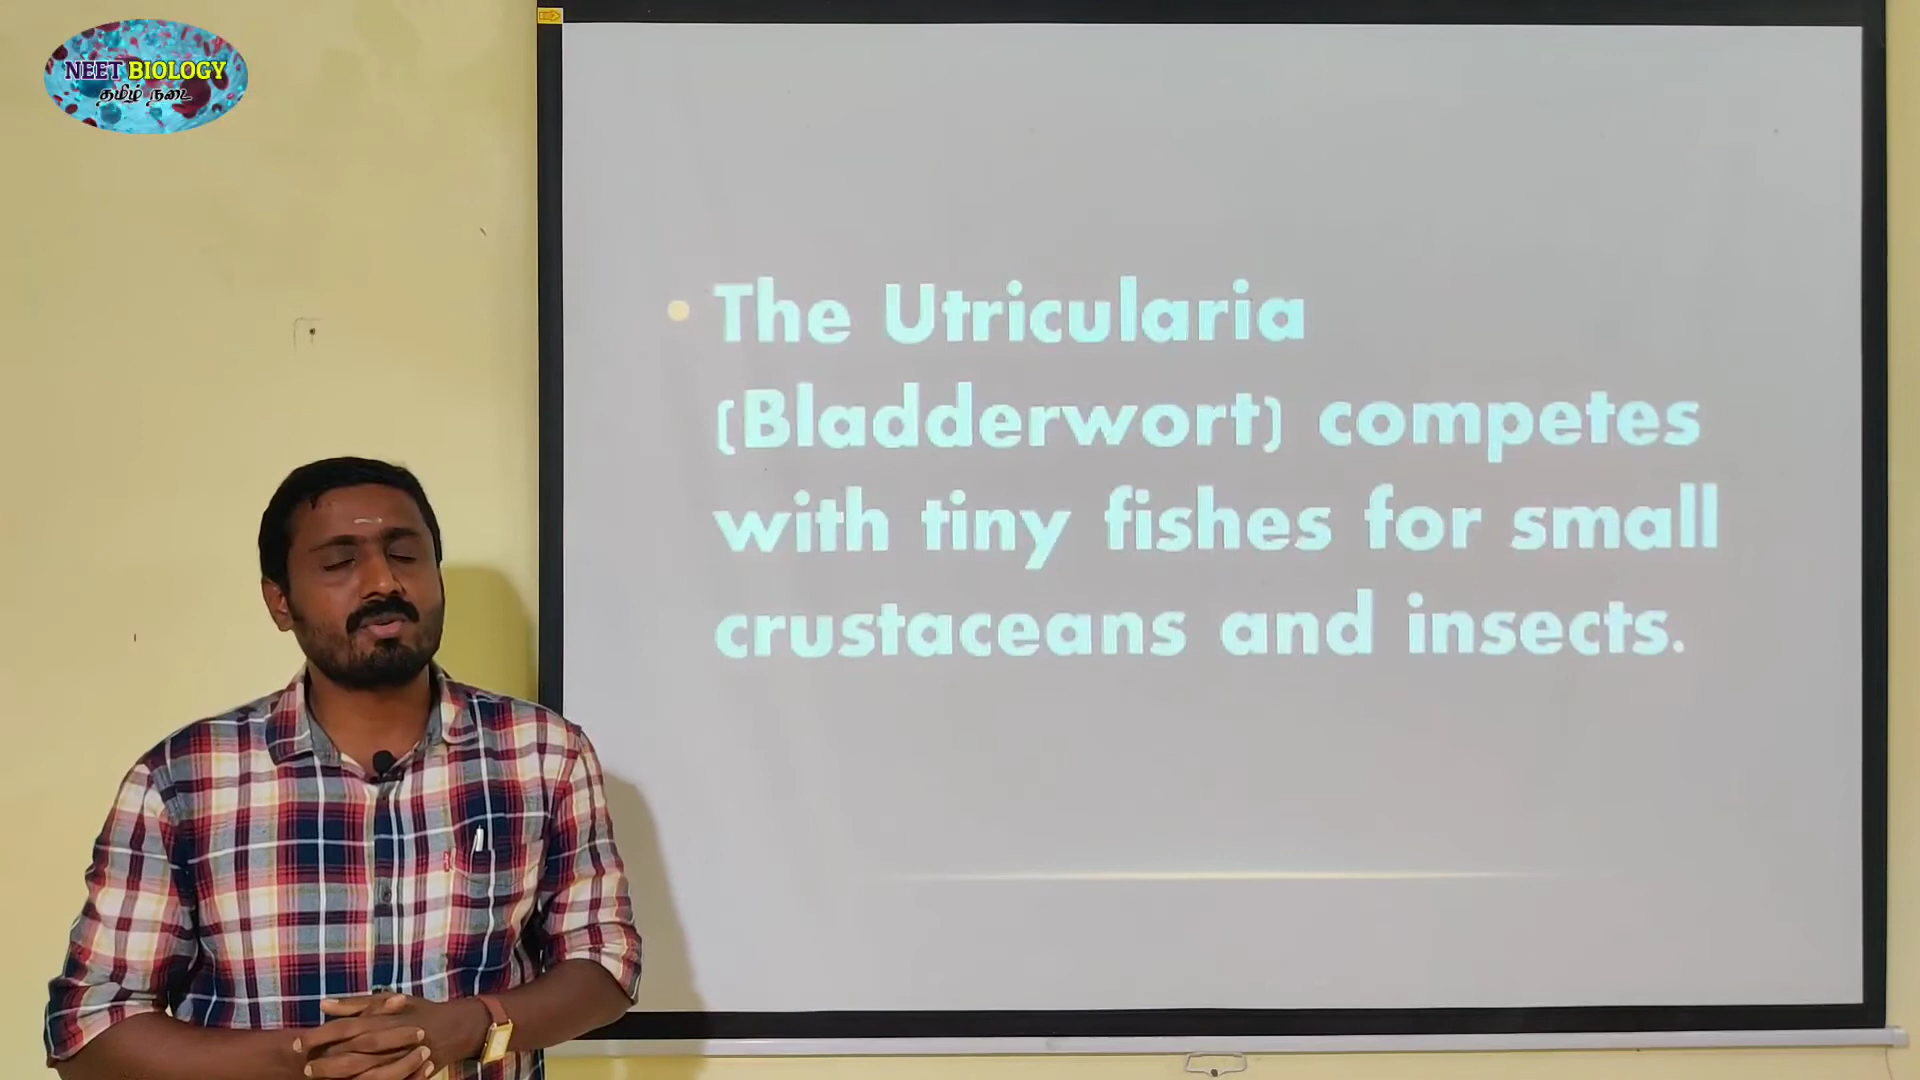 NEET BIOLOGY
தமிழ் நடை
• The Utricularia
(Bladderwort) competes
with tiny fishes for small
crustaceans and insects.